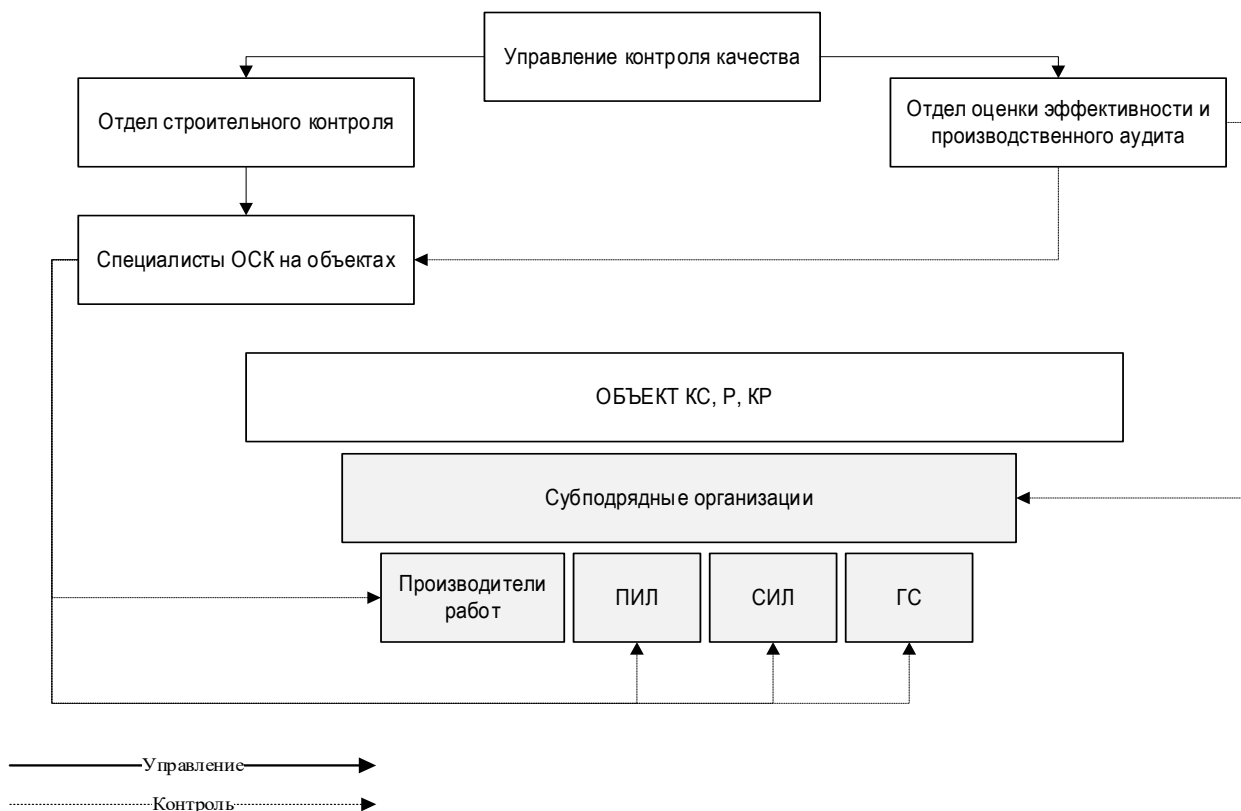 Управление контроля качества
Отдел строительного контроля
Отдел оценки эффективности и
производственного аудита
Специалисты ОСК на объектах
ОБЪЕКТ КС, Р, КР
Субподрядные организации
Производители
работ
ПИЛ
СИЛ
ГС
Управление
Контроль